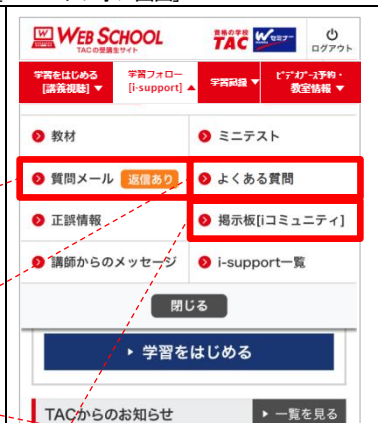 WEB SCHOOL
TACの受講生サイト
資格の学校
TAC
Wセミナー
ログアウト
学習をはじめる
[講義視聴] ▼
学習フォロー
[i-support] ▲
学習記録 ▼
ビデオブース予約・
教室情報 ▼
教材
ミニテスト
質問メール 返信あり
よくある質問
正誤情報
掲示板[iコミュニティ]
講師からのメッセージ
i-support一覧
閉じる
学習をはじめる
TACからのお知らせ
一覧を見る